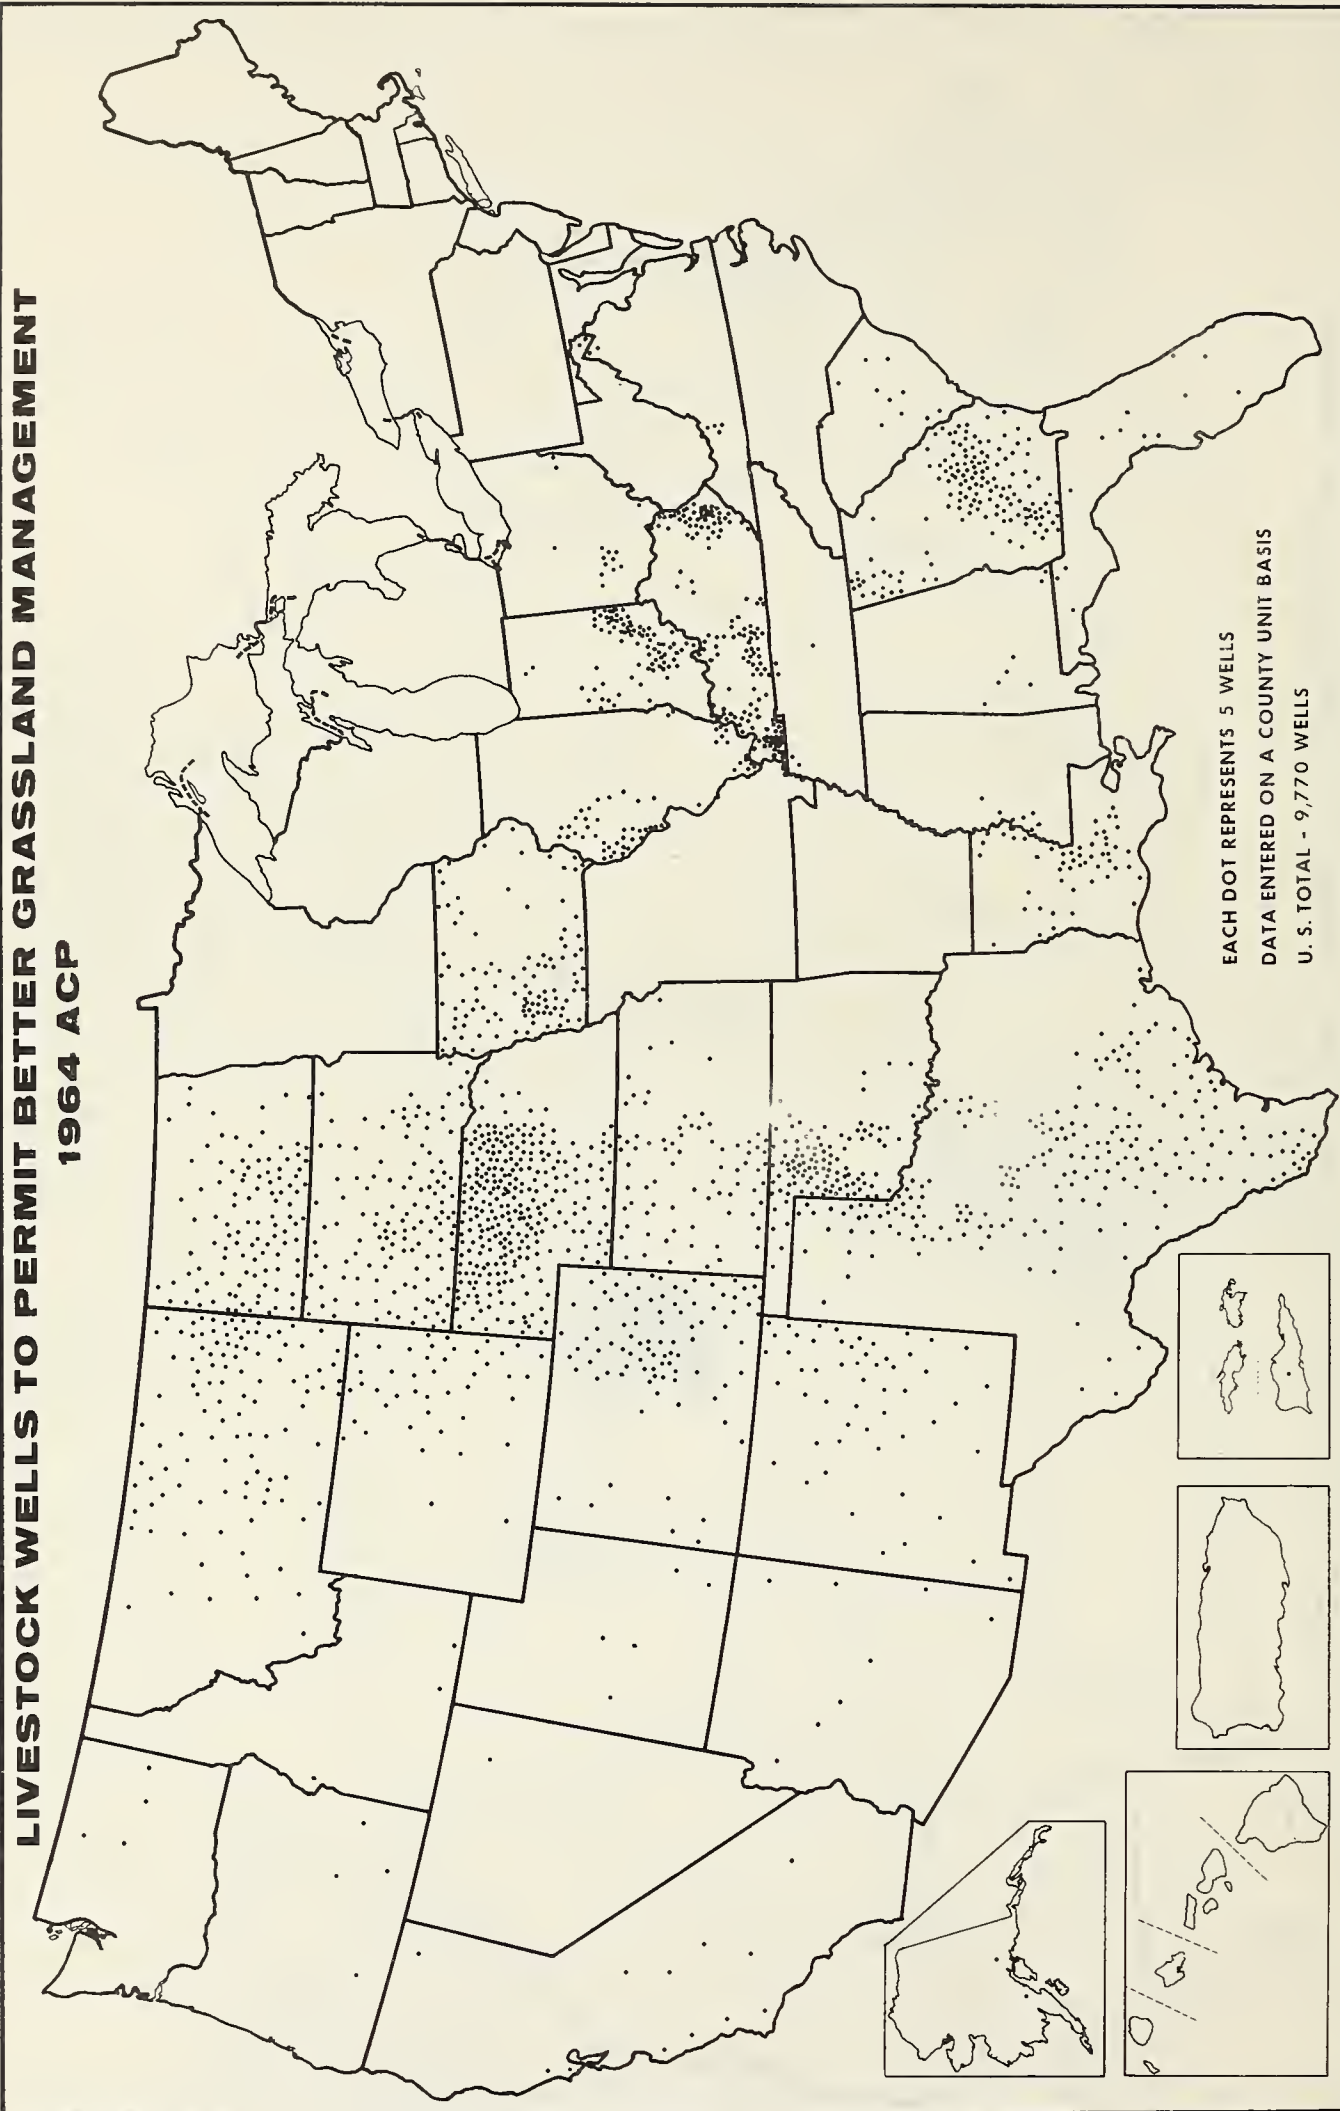 LIVESTOCK WELLS TO PERMIT BETTER GRASSLAND MANAGEMENT
1964 ACP
EACH DOT REPRESENTS 5 WELLS
DATA ENTERED ON A COUNTY UNIT BASIS
U. S. TOTAL - 9,770 WELLS